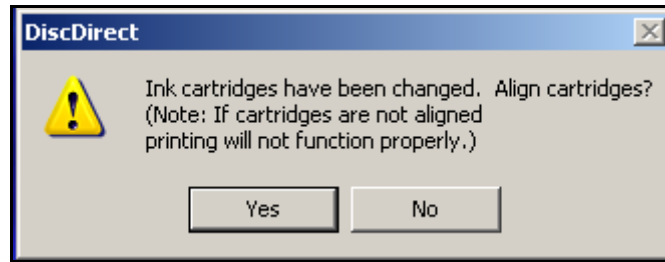 DiscDirect
Ink cartridges have been changed.  Align cartridges?
(Note: If cartridges are not aligned
printing will not function properly.)
Yes
No